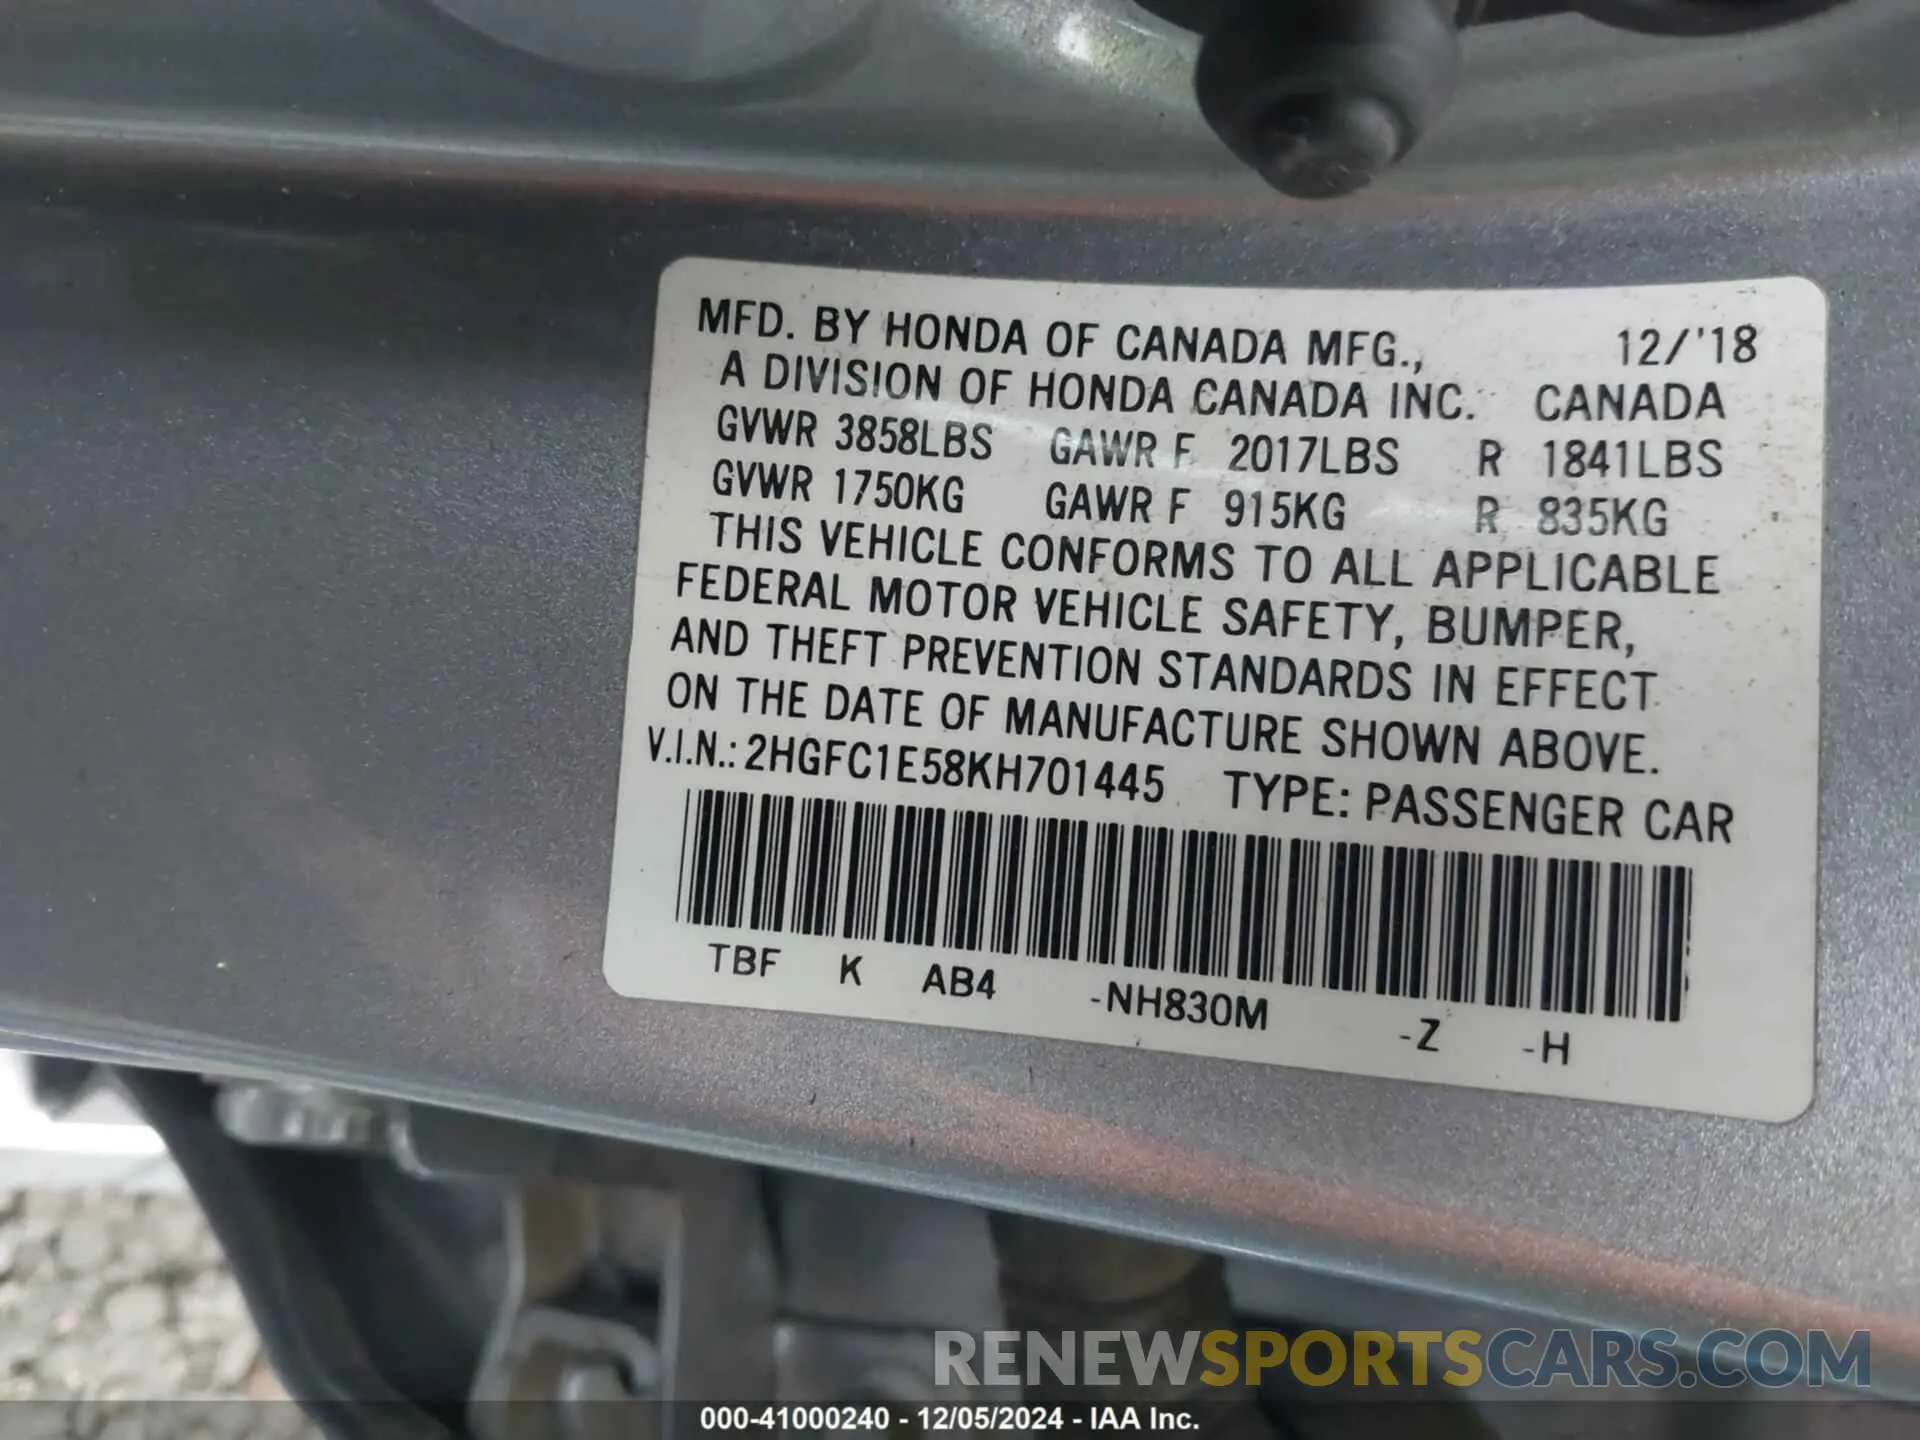 MFD. BY HONDA OF CANADA MFG., 12/'18
A DIVISION OF HONDA CANADA INC. CANADA
GVWR 3858LBS GAWR F 2017LBS R 1841LBS
GVWR 1750KG GAWR F 915KG R 835KG
THIS VEHICLE CONFORMS TO ALL APPLICABLE
FEDERAL MOTOR VEHICLE SAFETY, BUMPER,
AND THEFT PREVENTION STANDARDS IN EFFECT
ON THE DATE OF MANUFACTURE SHOWN ABOVE.
V.I.N.: 2HGFC1E58KH701445 TYPE: PASSENGER CAR
TBF K AB4 -NH830M -Z -H
RENEWSPORTSCARS.COM
000-41000240 - 12/05/2024 - IAA Inc.